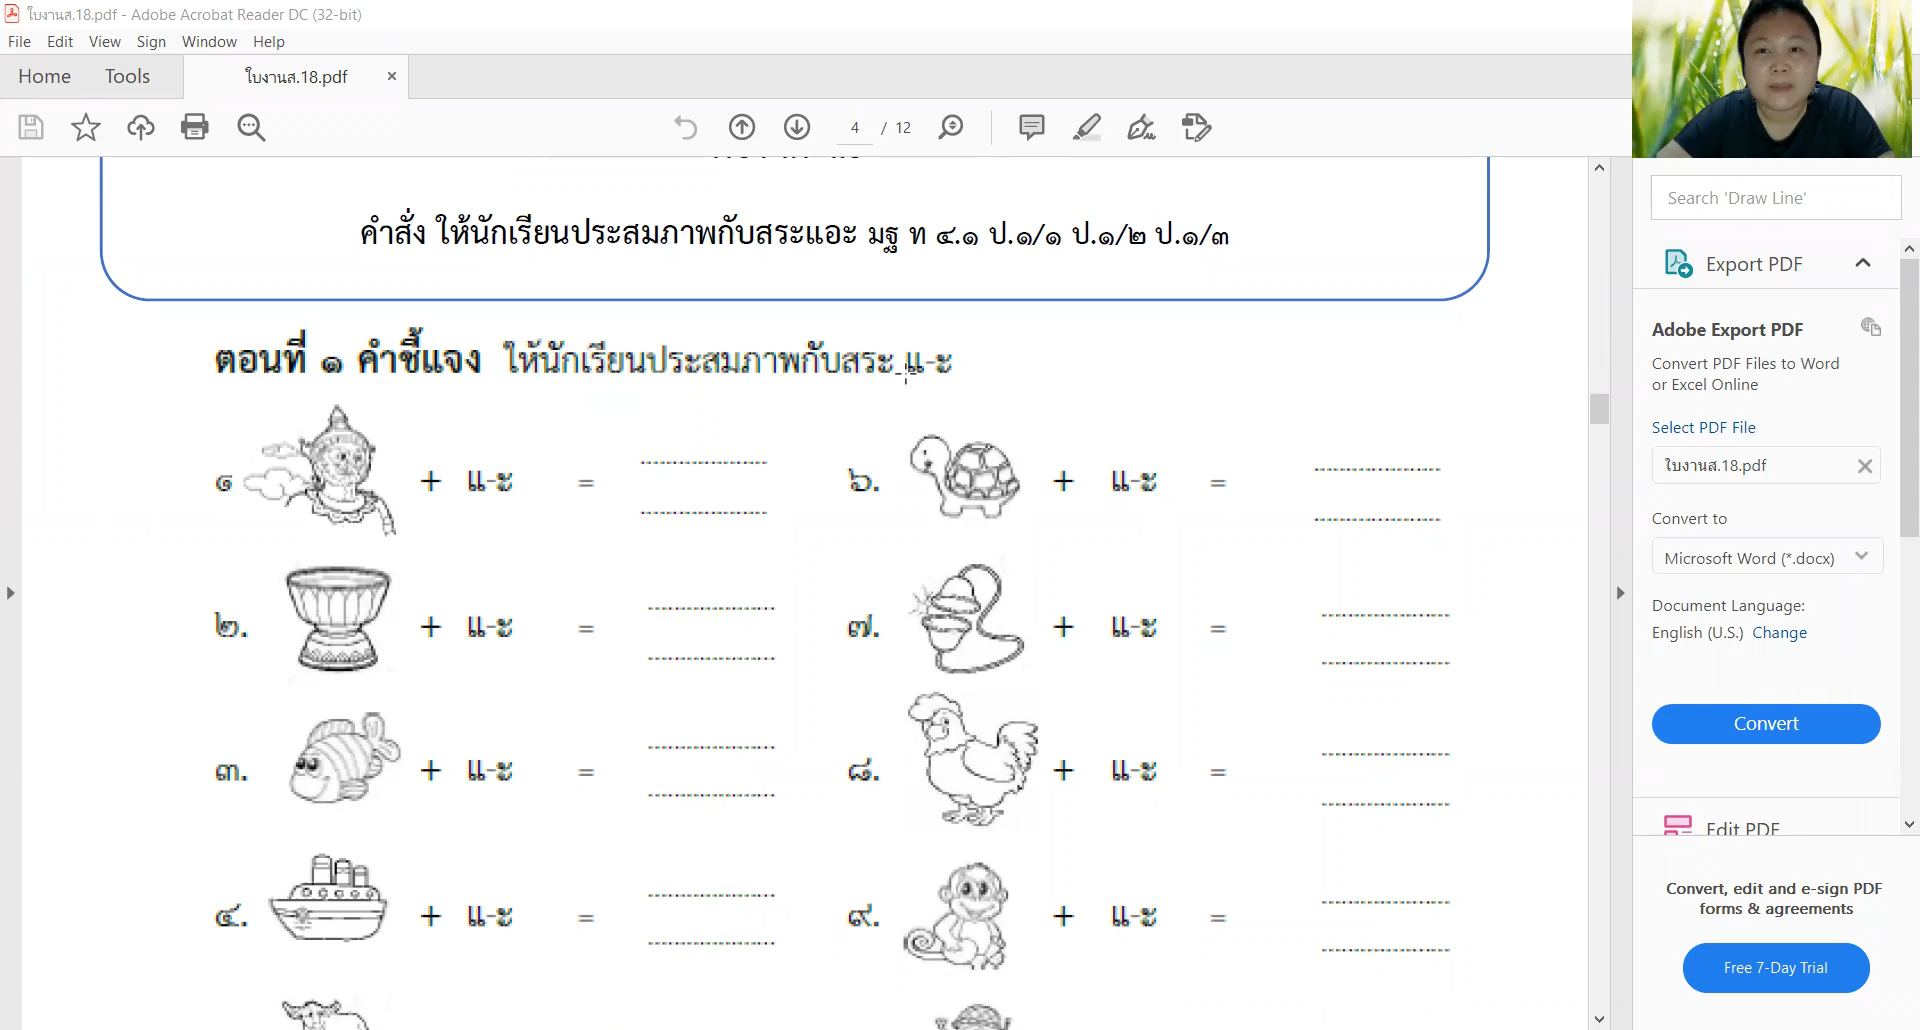 ใบงานส.18.pdf - Adobe Acrobat Reader DC (32-bit)
File Edit View Sign Window Help
Home Tools ใบงานส.18.pdf ×
4 / 12
คำสั่ง ให้นักเรียนประสมภาพกับสระแอะ มฐ ท ๔.๑ ป.๑/๑ ป.๑/๒ ป.๑/๓
ตอนที่ ๑ คำชี้แจง ให้นักเรียนประสมภาพกับสระ แ-ะ
๑ + แ-ะ =
๖. + แ-ะ =
๒. + แ-ะ =
๗. + แ-ะ =
๓. + แ-ะ =
๘. + แ-ะ =
๔. + แ-ะ =
๙. + แ-ะ =
Search 'Draw Line'
Export PDF
Adobe Export PDF
Convert PDF Files to Word
or Excel Online
Select PDF File
ใบงานส.18.pdf
Convert to
Microsoft Word (*.docx)
Document Language:
English (U.S.) Change
Convert
Edit PDF
Convert, edit and e-sign PDF
forms & agreements
Free 7-Day Trial